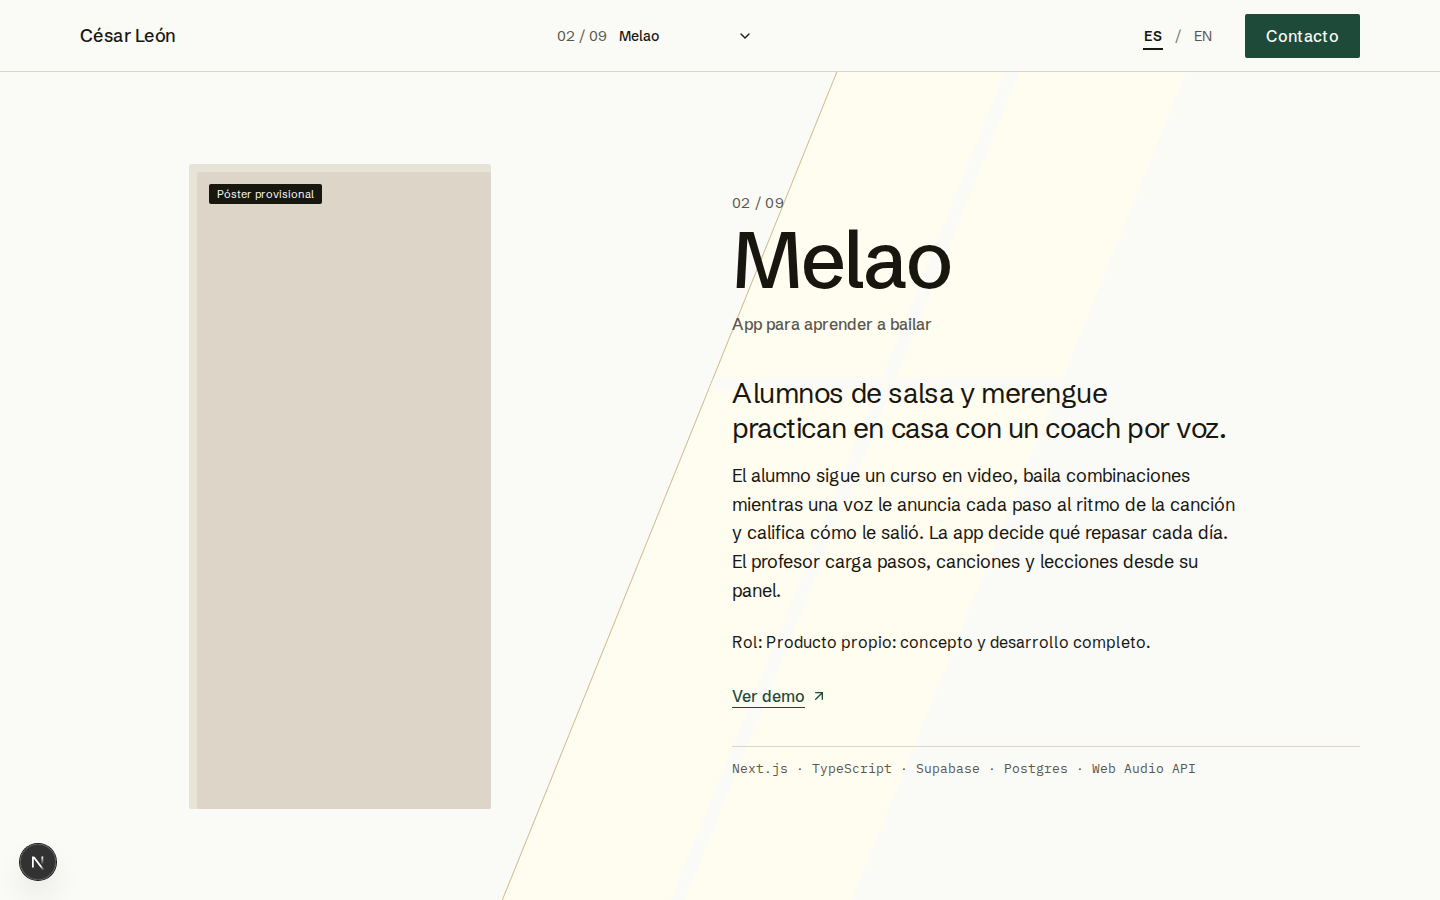 César León
02 / 09 Melao
ES / EN
Contacto
Póster provisional
02 / 09
Melao
App para aprender a bailar
Alumnos de salsa y merengue
practican en casa con un coach por voz.
El alumno sigue un curso en video, baila combinaciones
mientras una voz le anuncia cada paso al ritmo de la canción
y califica cómo le salió. La app decide qué repasar cada día.
El profesor carga pasos, canciones y lecciones desde su
panel.
Rol: Producto propio: concepto y desarrollo completo.
Ver demo
Next.js · TypeScript · Supabase · Postgres · Web Audio API
N